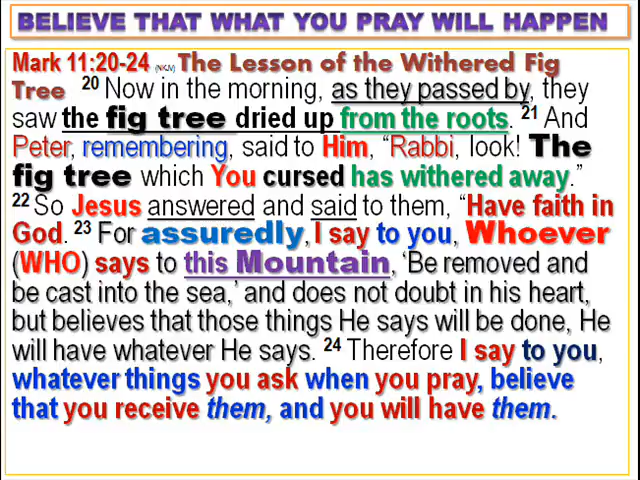 BELIEVE THAT WHAT YOU PRAY WILL HAPPEN
Mark 11:20-24 (NKJV) The Lesson of the Withered Fig
Tree 20 Now in the morning, as they passed by, they
saw the fig tree dried up from the roots. 21 And
Peter, remembering, said to Him, “Rabbi, look! The
fig tree which You cursed has withered away.”
22 So Jesus answered and said to them, “Have faith in
God. 23 For assuredly, I say to you, Whoever
(WHO) says to this Mountain, ‘Be removed and
be cast into the sea,’ and does not doubt in his heart,
but believes that those things He says will be done, He
will have whatever He says. 24 Therefore I say to you,
whatever things you ask when you pray, believe
that you receive them, and you will have them.